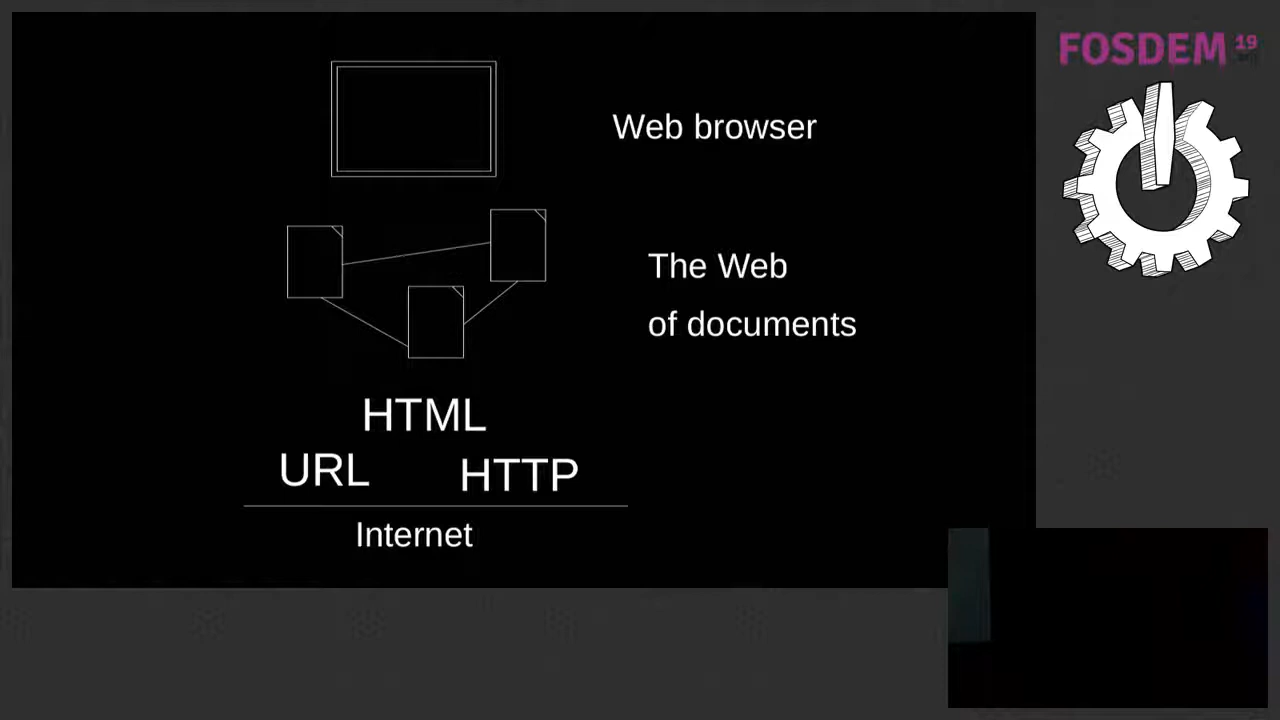 FOSDEM 19
Web browser
The Web
of documents
HTML
URL HTTP
Internet